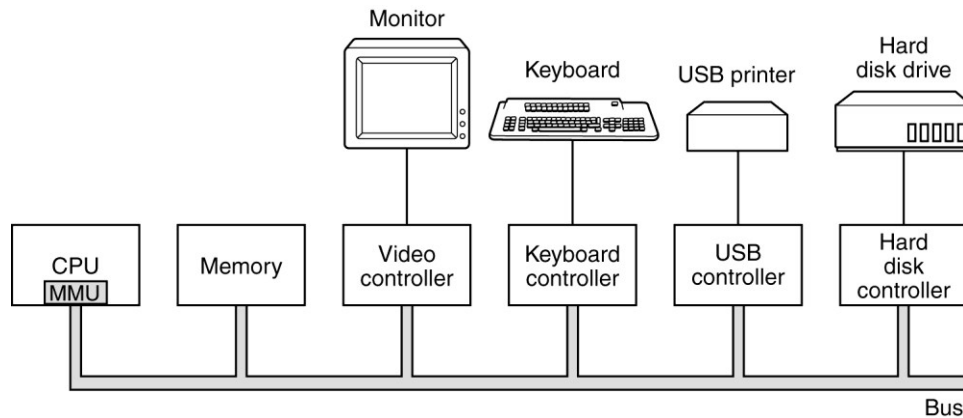 Monitor
Keyboard
USB printer
Hard
disk drive
CPU
MMU
Memory
Video
controller
Keyboard
controller
USB
controller
Hard
disk
controller
Bus